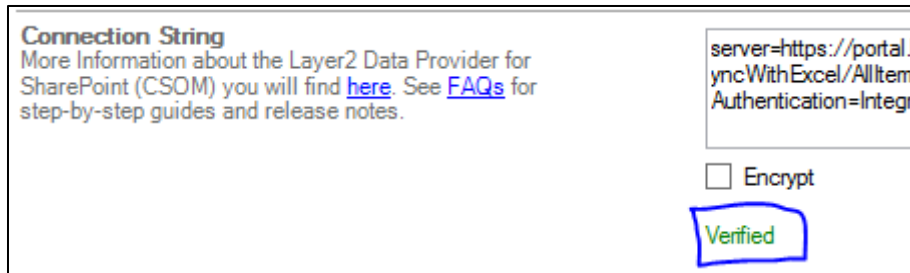 Connection String
More Information about the Layer2 Data Provider for
SharePoint (CSOM) you will find here. See FAQs for
step-by-step guides and release notes.
server=https://portal.
yncWithExcel/AllItem
Authentication=Integr
Encrypt
Verified